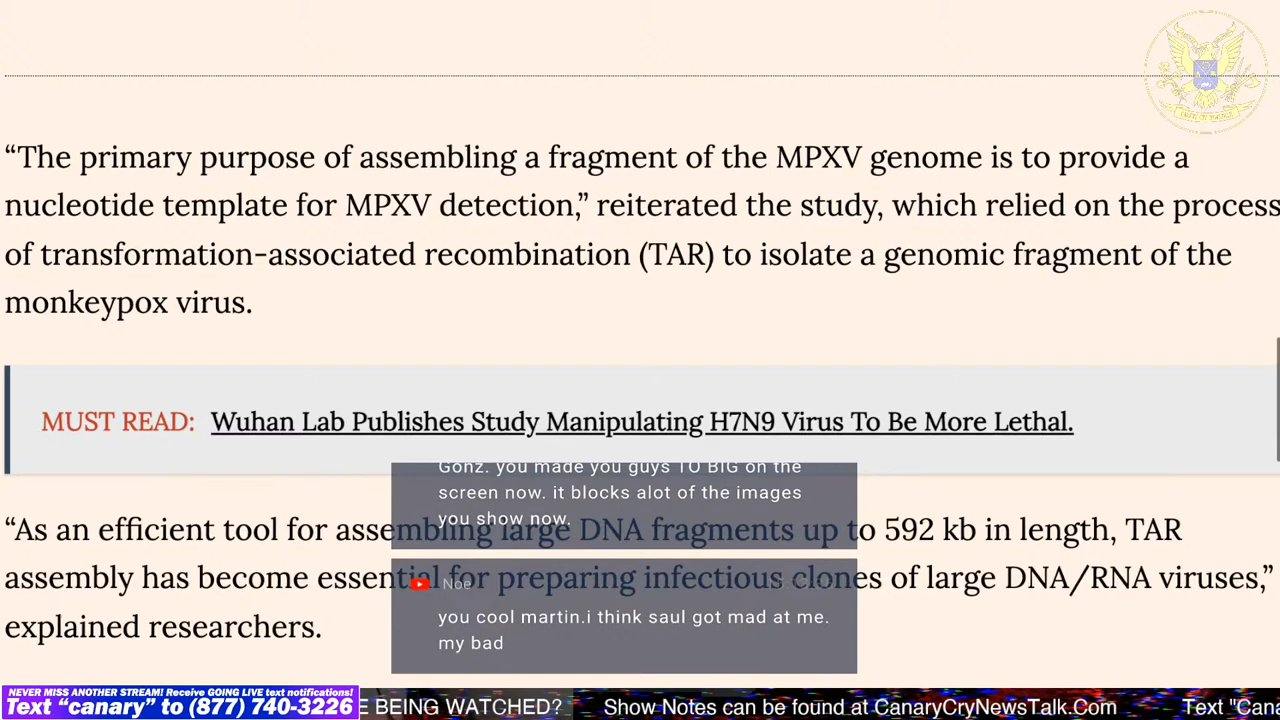 “The primary purpose of assembling a fragment of the MPXV genome is to provide a
nucleotide template for MPXV detection,” reiterated the study, which relied on the process
of transformation-associated recombination (TAR) to isolate a genomic fragment of the
monkeypox virus.
MUST READ: Wuhan Lab Publishes Study Manipulating H7N9 Virus To Be More Lethal.
“As an efficient tool for assembling large DNA fragments up to 592 kb in length, TAR
assembly has become essential for preparing infectious clones of large DNA/RNA viruses,”
explained researchers.
Gonz. you made you guys TO BIG on the
screen now. it blocks alot of the images
you show now.
Noe
you cool martin.i think saul got mad at me.
my bad
NEVER MISS ANOTHER STREAM! Receive GOING LIVE text notifications!
Text “canary” to (877) 740-3226
E BEING WATCHED? Show Notes can be found at CanaryCryNewsTalk.Com Text "Cana